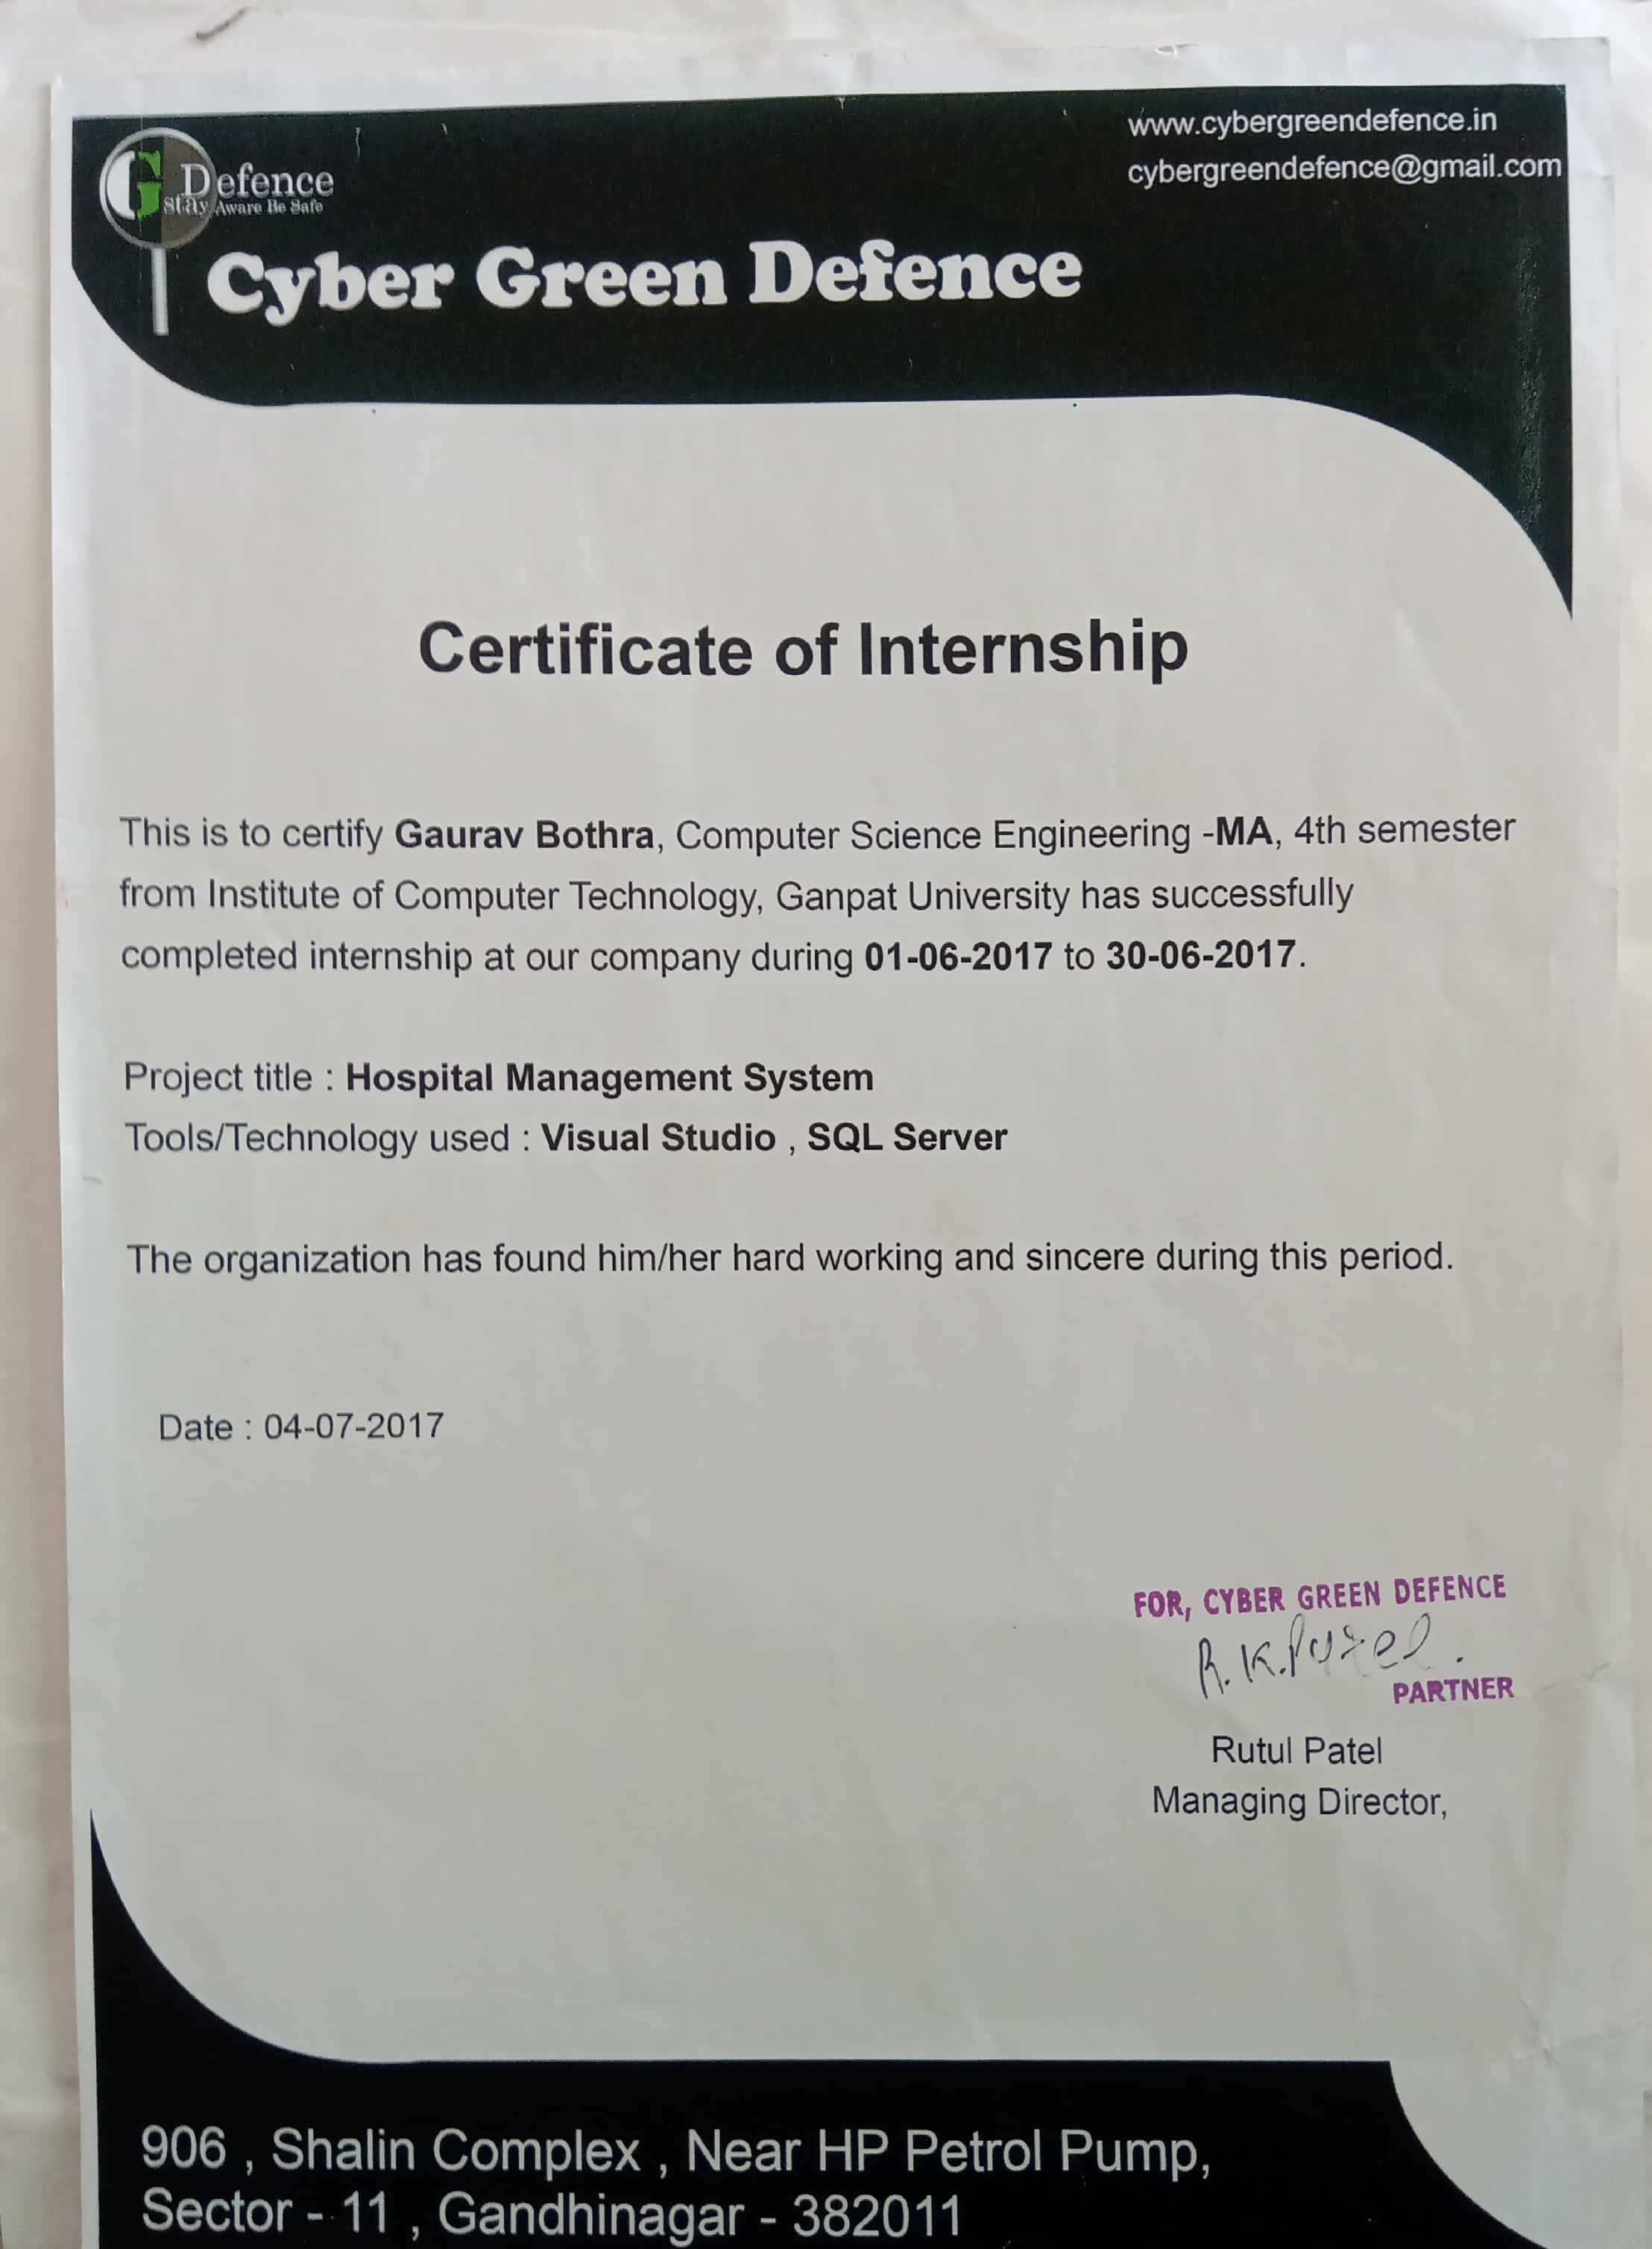 www.cybergreendefence.in
cybergreendefence@gmail.com
G Defence
Stay Aware Be Safe
Cyber Green Defence
Certificate of Internship
This is to certify Gaurav Bothra, Computer Science Engineering -MA, 4th semester
from Institute of Computer Technology, Ganpat University has successfully
completed internship at our company during 01-06-2017 to 30-06-2017.
Project title : Hospital Management System
Tools/Technology used : Visual Studio , SQL Server
The organization has found him/her hard working and sincere during this period.
Date : 04-07-2017
FOR, CYBER GREEN DEFENCE
R.K.Patel.
PARTNER
Rutul Patel
Managing Director,
906 , Shalin Complex , Near HP Petrol Pump,
Sector - 11 , Gandhinagar - 382011